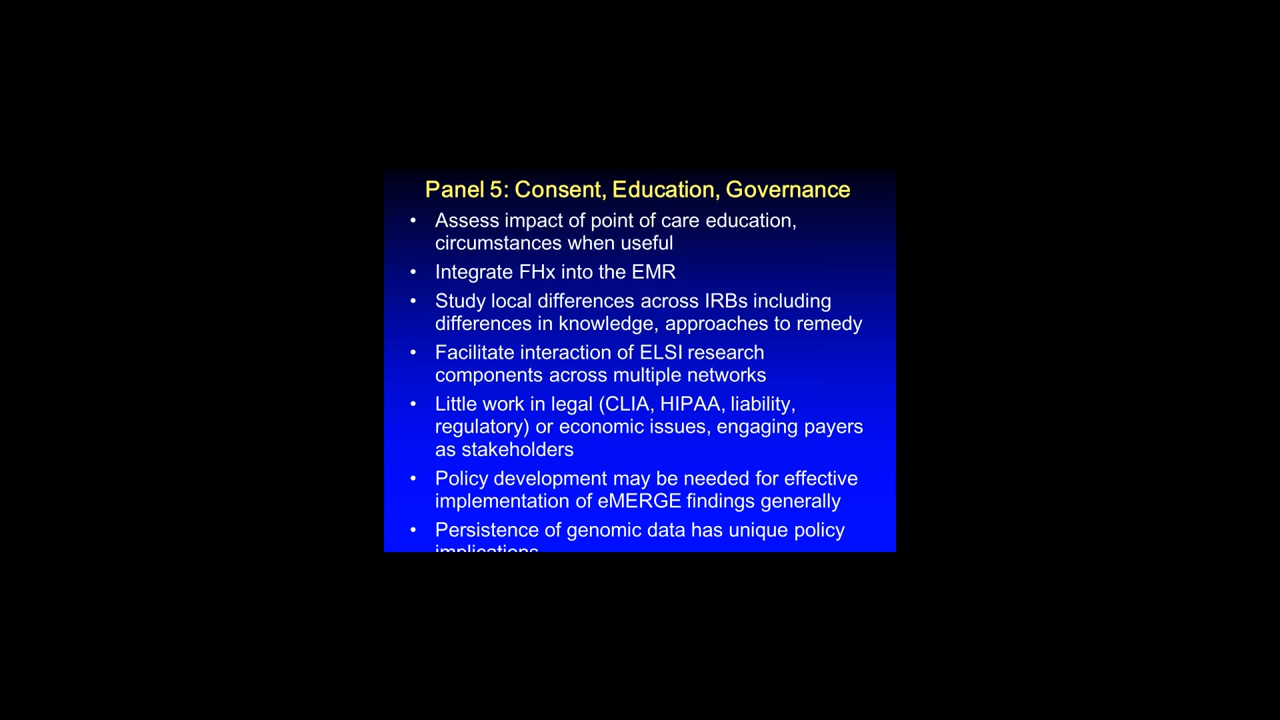 Panel 5: Consent, Education, Governance
• Assess impact of point of care education,
circumstances when useful
• Integrate FHx into the EMR
• Study local differences across IRBs including
differences in knowledge, approaches to remedy
• Facilitate interaction of ELSI research
components across multiple networks
• Little work in legal (CLIA, HIPAA, liability,
regulatory) or economic issues, engaging payers
as stakeholders
• Policy development may be needed for effective
implementation of eMERGE findings generally
• Persistence of genomic data has unique policy
implications